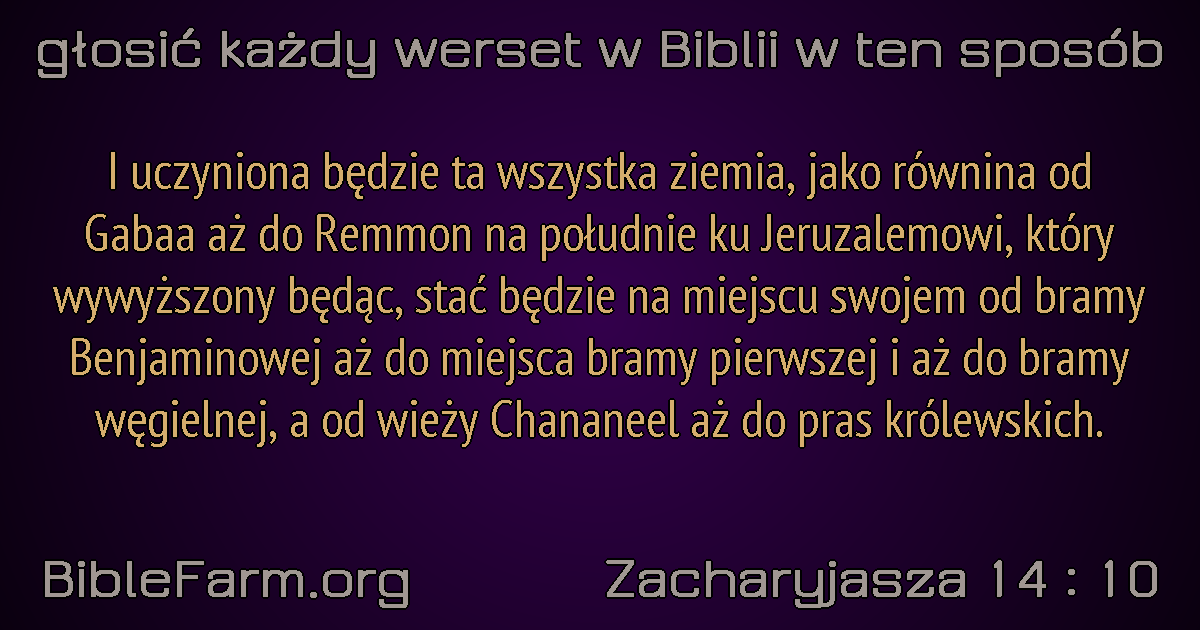 głosić każdy werset w Biblii w ten sposób
I uczyniona będzie ta wszystka ziemia, jako równina od
Gabaa aż do Remmon na południe ku Jeruzalemowi, który
wywyższony będąc, stać będzie na miejscu swojem od bramy
Benjaminowej aż do miejsca bramy pierwszej i aż do bramy
węgielnej, a od wieży Chananeel aż do pras królewskich.
BibleFarm.org
Zacharyjasza 14 : 10